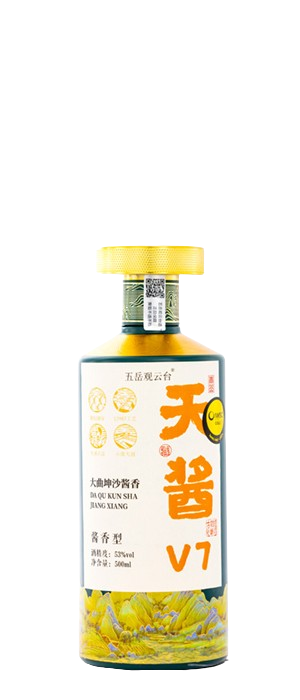 五岳观云台®
天酱
V7
大曲坤沙酱香
DA QU KUN SHA
JIANG XIANG
酱香型
酒精度：53%vol
净含量：500ml